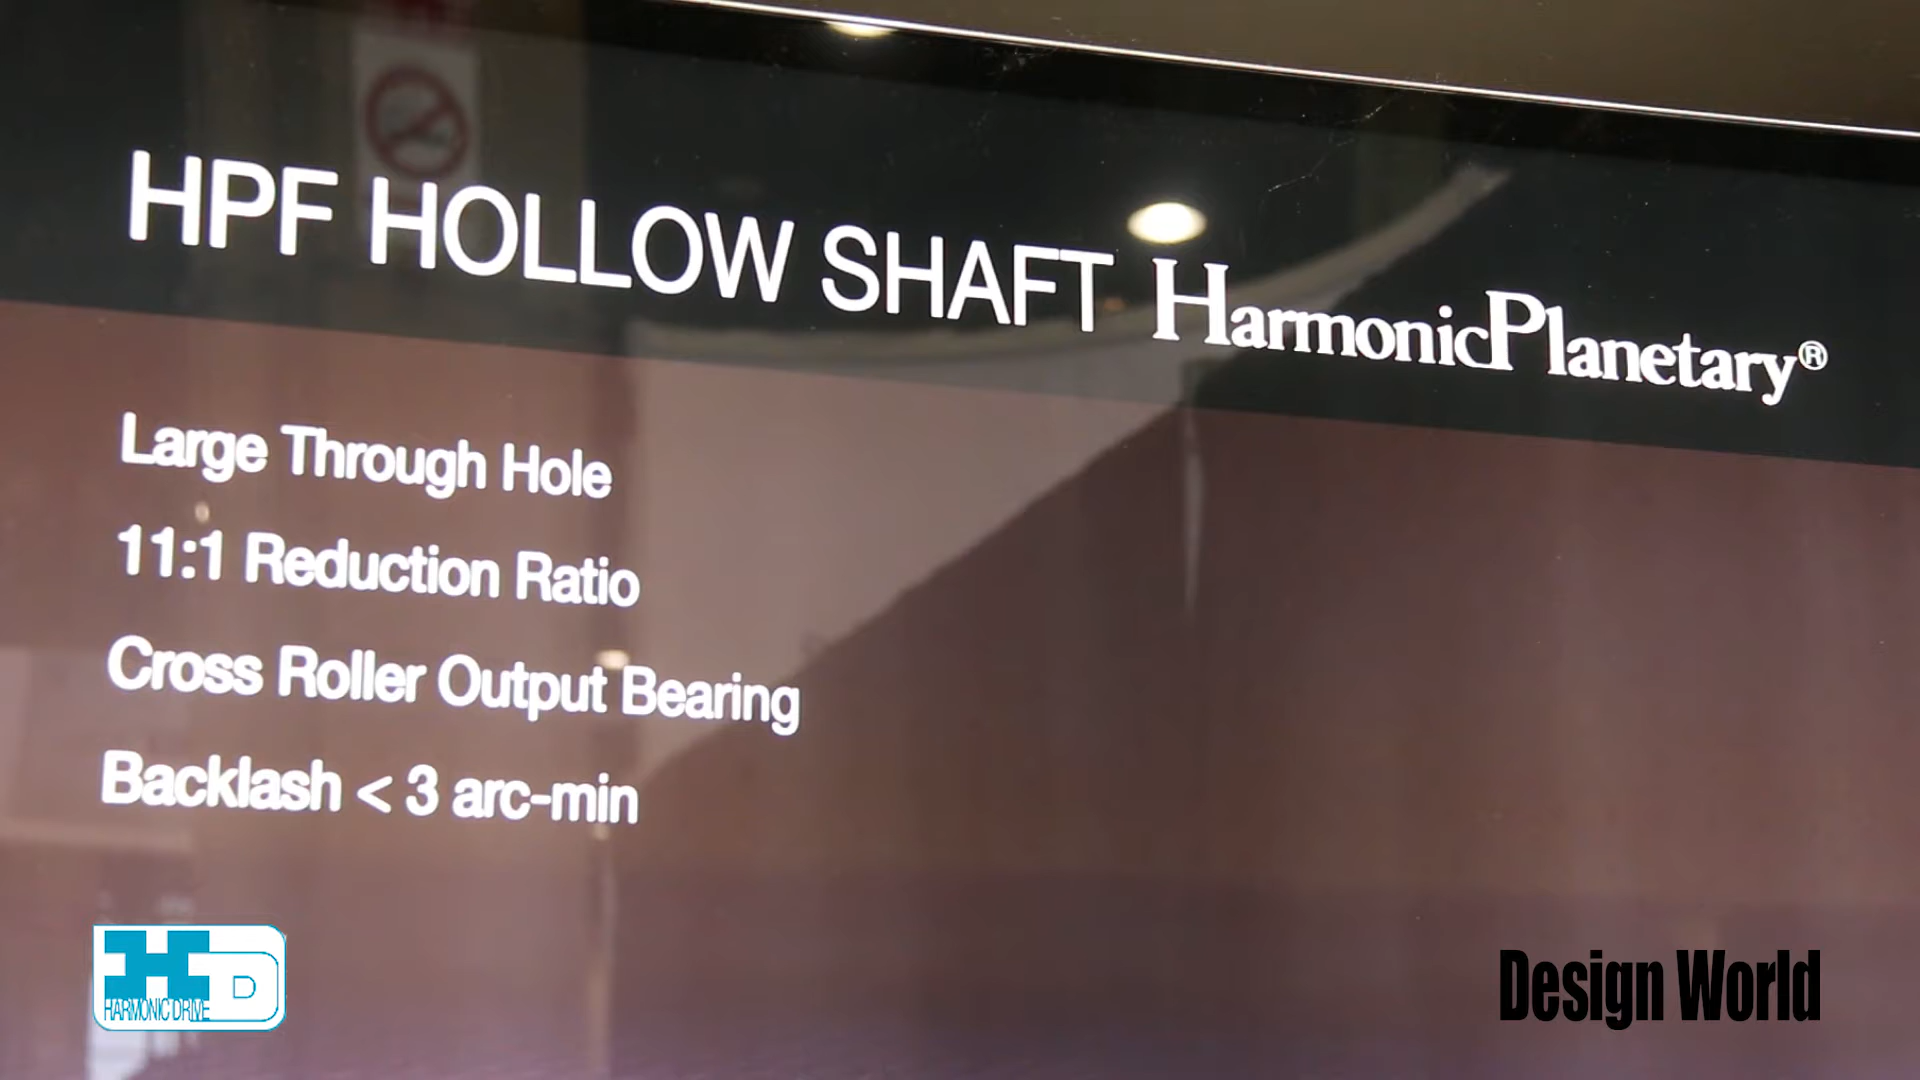 HPF HOLLOW SHAFT HarmonicPlanetary®
Large Through Hole
11:1 Reduction Ratio
Cross Roller Output Bearing
Backlash < 3 arc-min
HD
HARMONIC DRIVE
Design World